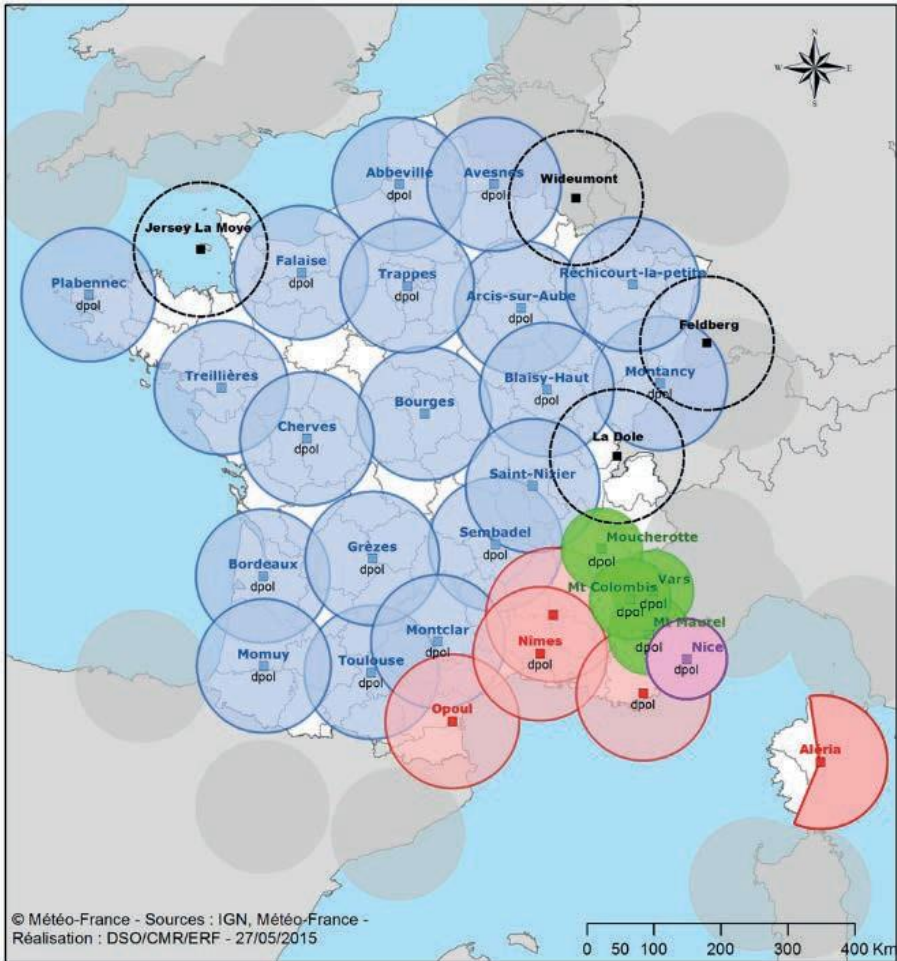 N
W
E
S
Abbeville
dpol
Avesnes
dpol
Wideumont
Jersey La Moye
Falaise
dpol
Trappes
dpol
Réchicourt-la-petite
Plabennec
dpol
Arcis-sur-Aube
dpol
Feldberg
Treillières
Blaisy-Haut
dpol
Montancy
dpol
Bourges
Cherves
dpol
La Dole
Saint-Nizier
Sembadel
dpol
Moucherotte
Grèzes
dpol
Bordeaux
dpol
Mt Colombis
dpol
Vars
dpol
Mt Maurel
dpol
Nice
dpol
Nîmes
dpol
Montclar
dpol
Momuy
dpol
Toulouse
dpol
dpol
Opoul
Aléria
© Météo-France - Sources : IGN, Météo-France -
Réalisation : DSO/CMR/ERF - 27/05/2015
0 50 100 200 300 400 Km